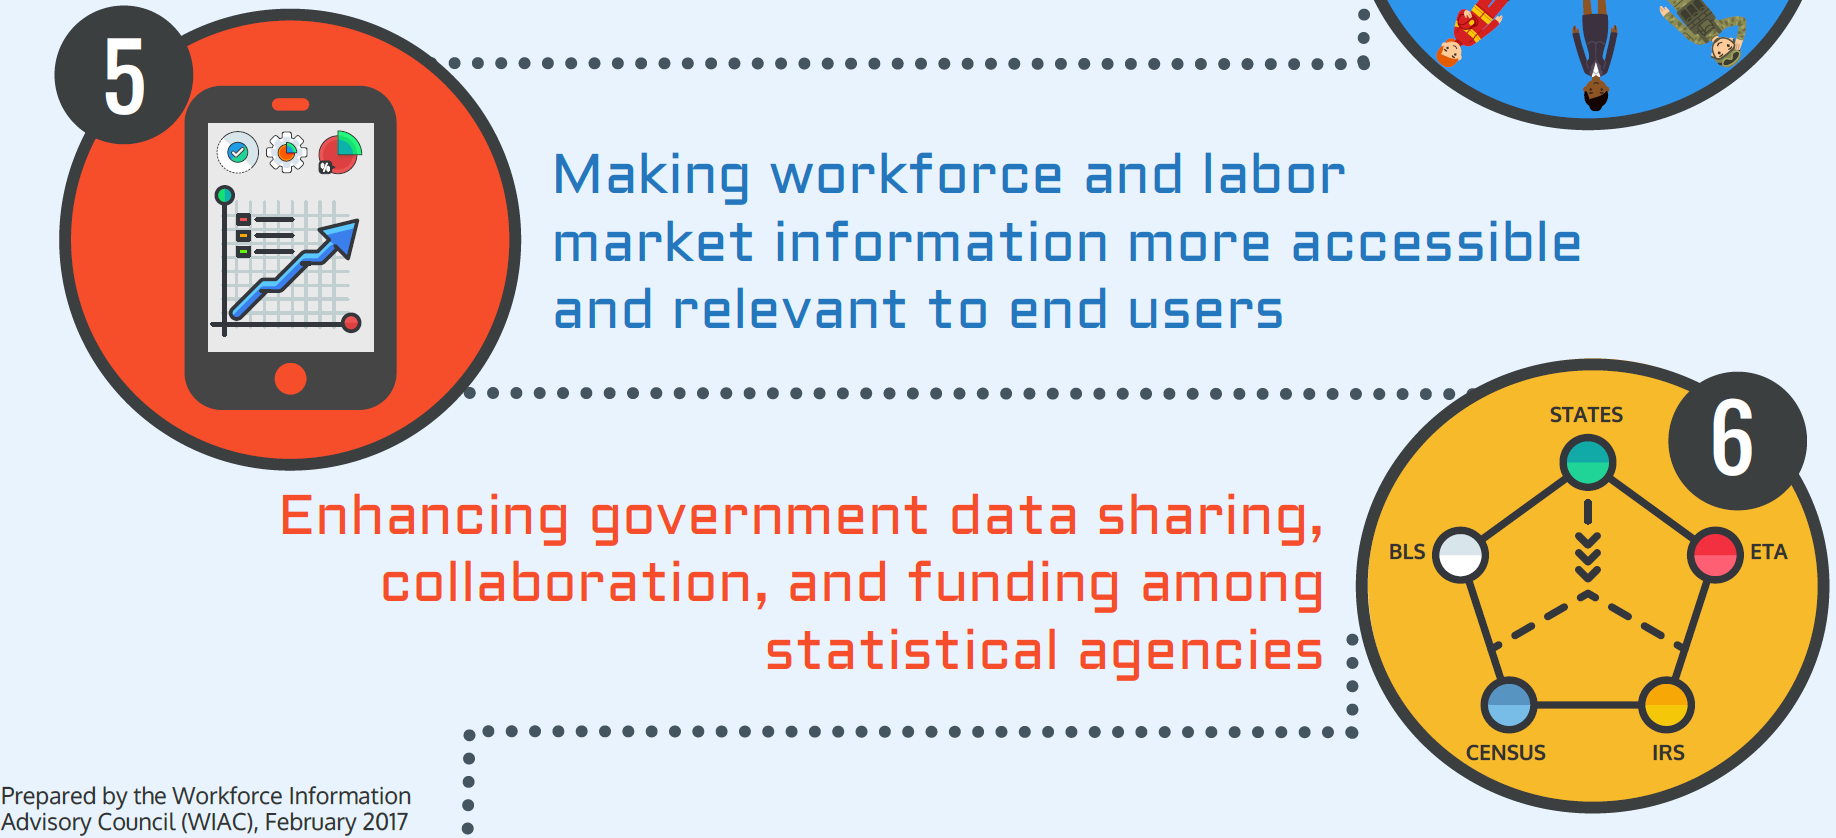 5
%
Making workforce and labor
market information more accessible
and relevant to end users
6
STATES
BLS
ETA
CENSUS
IRS
Enhancing government data sharing,
collaboration, and funding among
statistical agencies
Prepared by the Workforce Information
Advisory Council (WIAC), February 2017